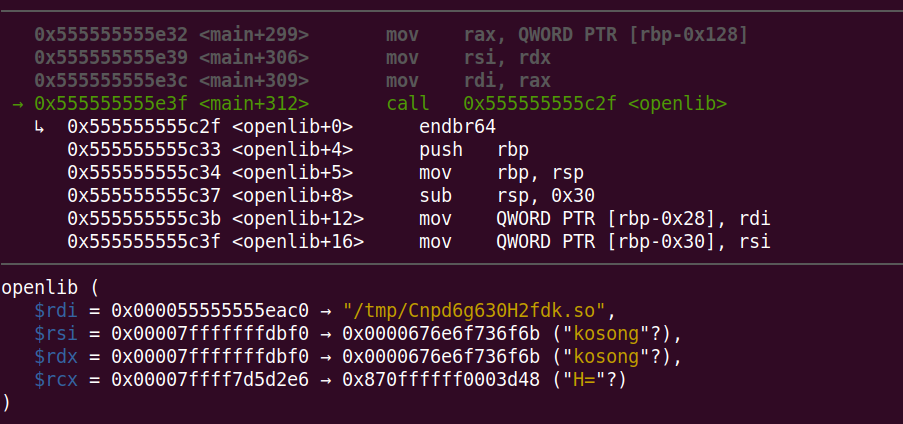 0x555555555e32 <main+299> mov rax, QWORD PTR [rbp-0x128]
0x555555555e39 <main+306> mov rsi, rdx
0x555555555e3c <main+309> mov rdi, rax
→ 0x555555555e3f <main+312> call 0x555555555c2f <openlib>
↳ 0x555555555c2f <openlib+0> endbr64
0x555555555c33 <openlib+4> push rbp
0x555555555c34 <openlib+5> mov rbp, rsp
0x555555555c37 <openlib+8> sub rsp, 0x30
0x555555555c3b <openlib+12> mov QWORD PTR [rbp-0x28], rdi
0x555555555c3f <openlib+16> mov QWORD PTR [rbp-0x30], rsi
openlib (
$rdi = 0x000055555555eac0 → "/tmp/Cnpd6g630H2fdk.so",
$rsi = 0x00007fffffffdbf0 → 0x0000676e6f736f6b ("kosong"?),
$rdx = 0x00007fffffffdbf0 → 0x0000676e6f736f6b ("kosong"?),
$rcx = 0x00007ffff7d5d2e6 → 0x870ffffff0003d48 ("H="?)
)